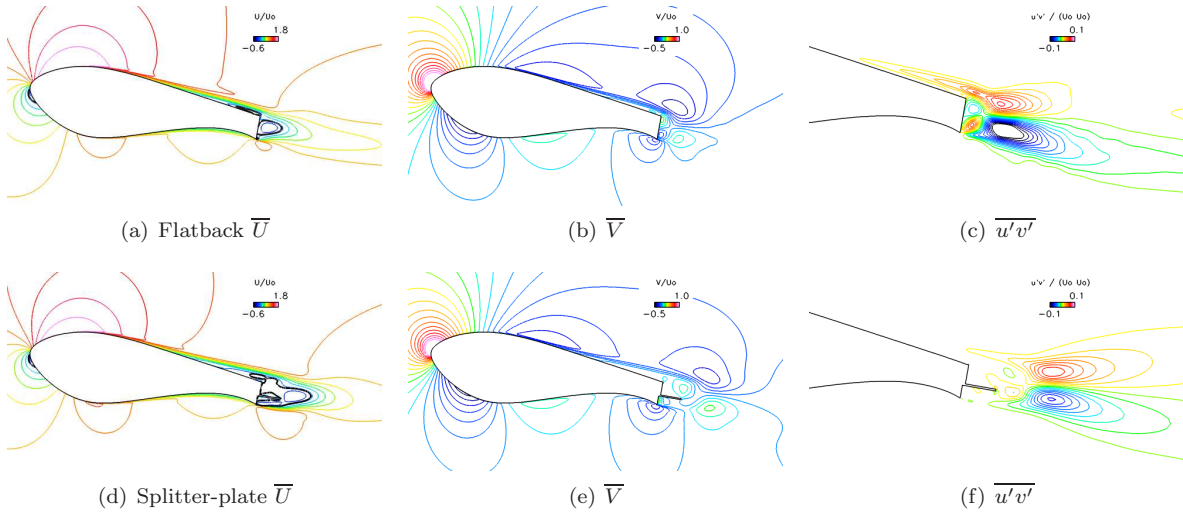 U/Uo
1.8
−0.6
V/Uo
1.0
−0.5
u'v' / (Uo Uo)
0.1
−0.1
(a) Flatback U̅
(b) V̅
(c) u̅'̅v̅'̅
U/Uo
1.8
−0.6
V/Uo
1.0
−0.5
u'v' / (Uo Uo)
0.1
−0.1
(d) Splitter-plate U̅
(e) V̅
(f) u̅'̅v̅'̅